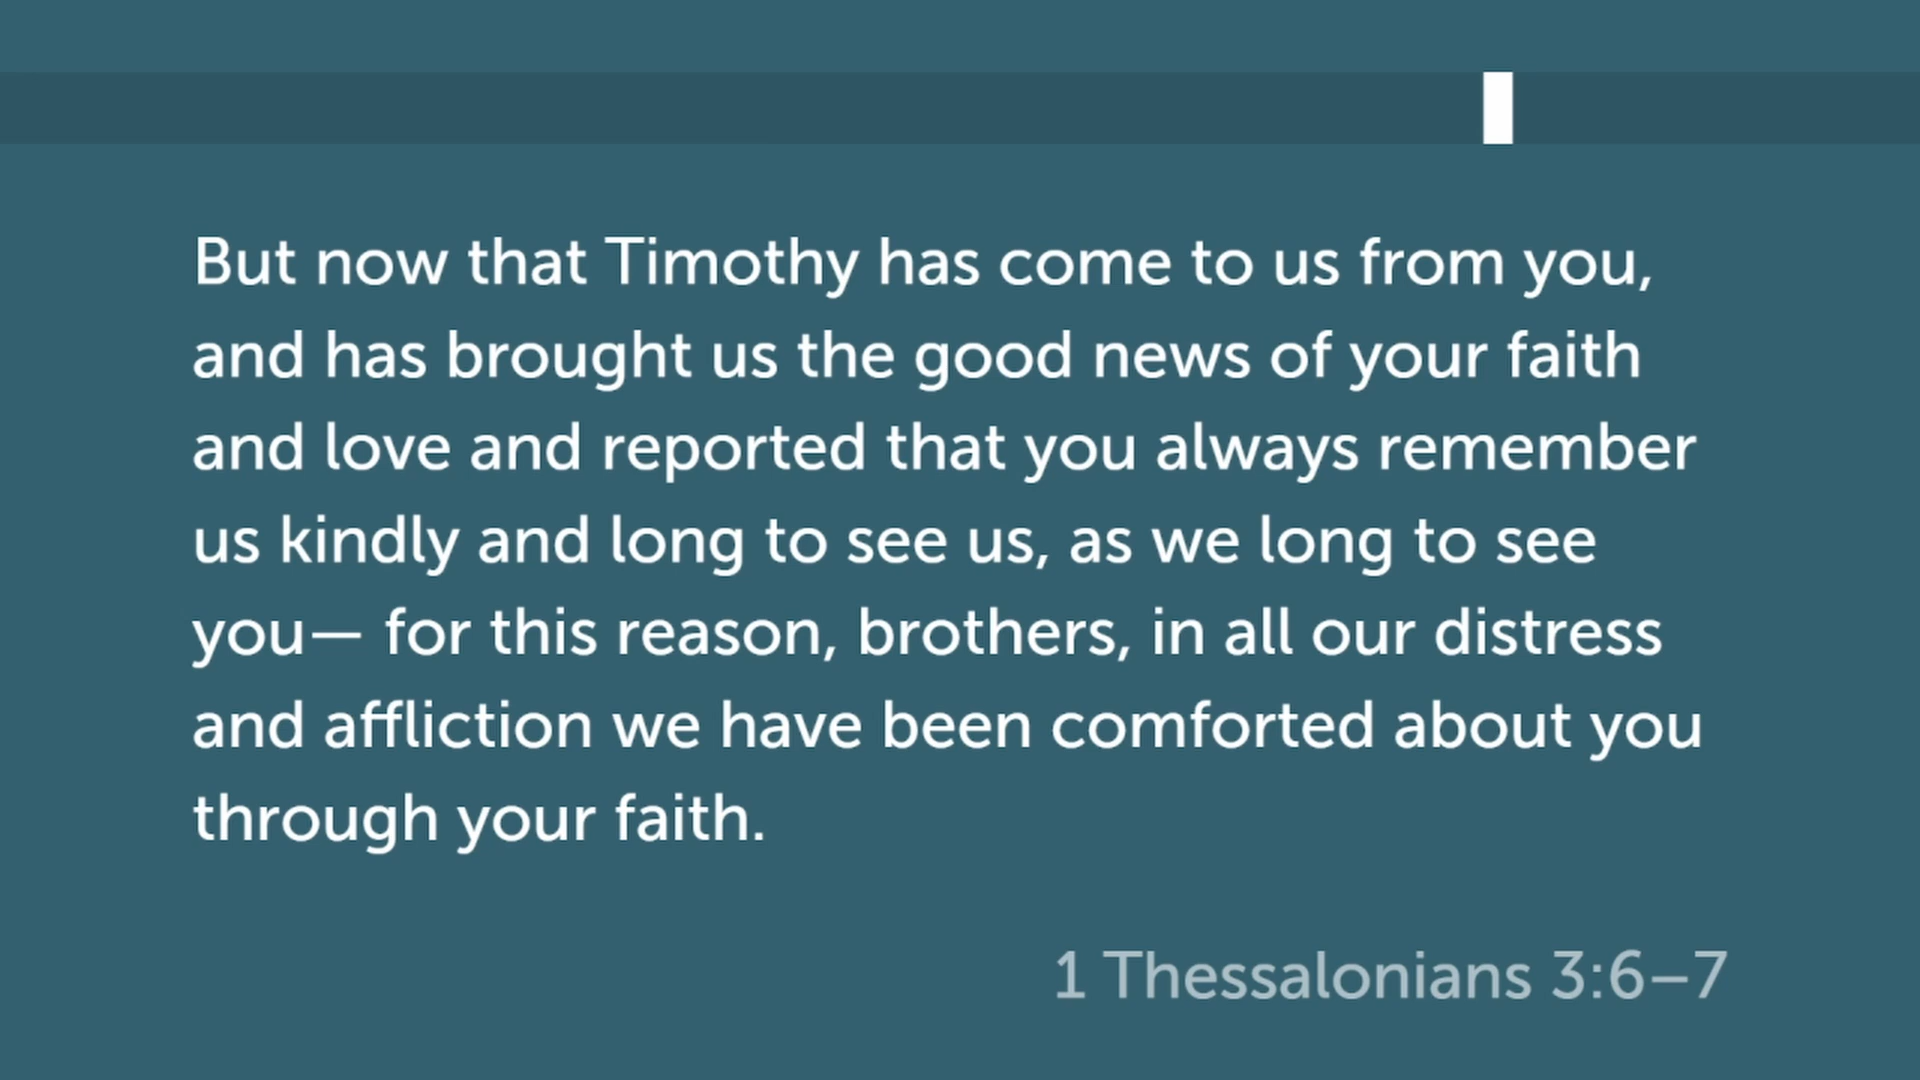 But now that Timothy has come to us from you,
and has brought us the good news of your faith
and love and reported that you always remember
us kindly and long to see us, as we long to see
you— for this reason, brothers, in all our distress
and affliction we have been comforted about you
through your faith.
1 Thessalonians 3:6–7